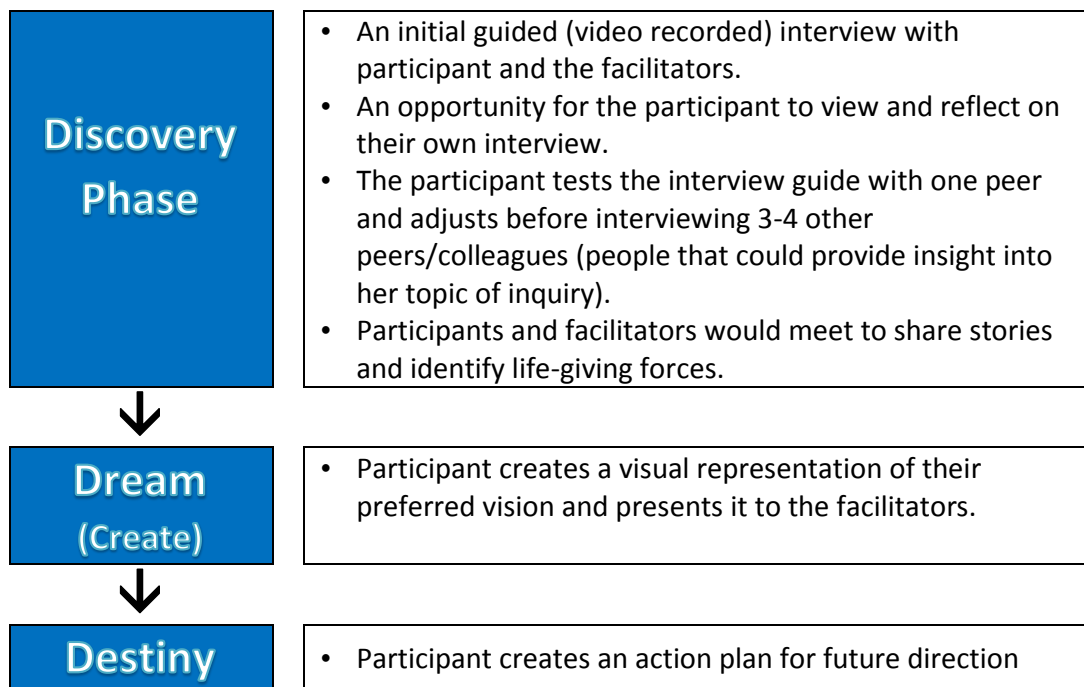 Discovery
Phase
• An initial guided (video recorded) interview with
participant and the facilitators.
• An opportunity for the participant to view and reflect on
their own interview.
• The participant tests the interview guide with one peer
and adjusts before interviewing 3-4 other
peers/colleagues (people that could provide insight into
her topic of inquiry).
• Participants and facilitators would meet to share stories
and identify life-giving forces.
Dream
(Create)
• Participant creates a visual representation of their
preferred vision and presents it to the facilitators.
Destiny
• Participant creates an action plan for future direction